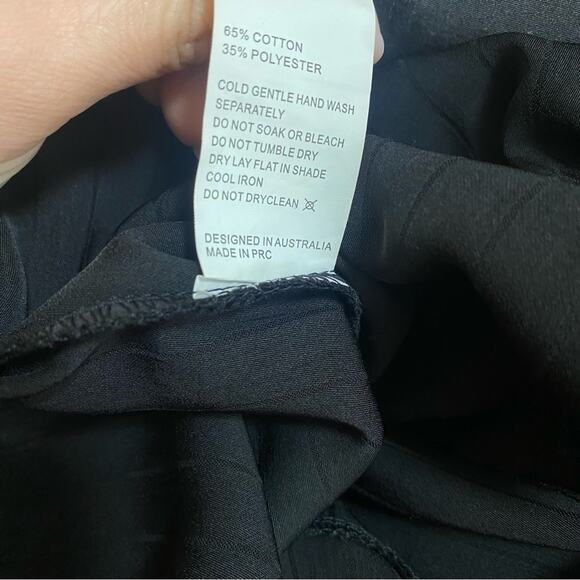 65% COTTON
35% POLYESTER
COLD GENTLE HAND WASH
SEPARATELY
DO NOT SOAK OR BLEACH
DO NOT TUMBLE DRY
DRY LAY FLAT IN SHADE
COOL IRON
DO NOT DRYCLEAN
DESIGNED IN AUSTRALIA
MADE IN PRC